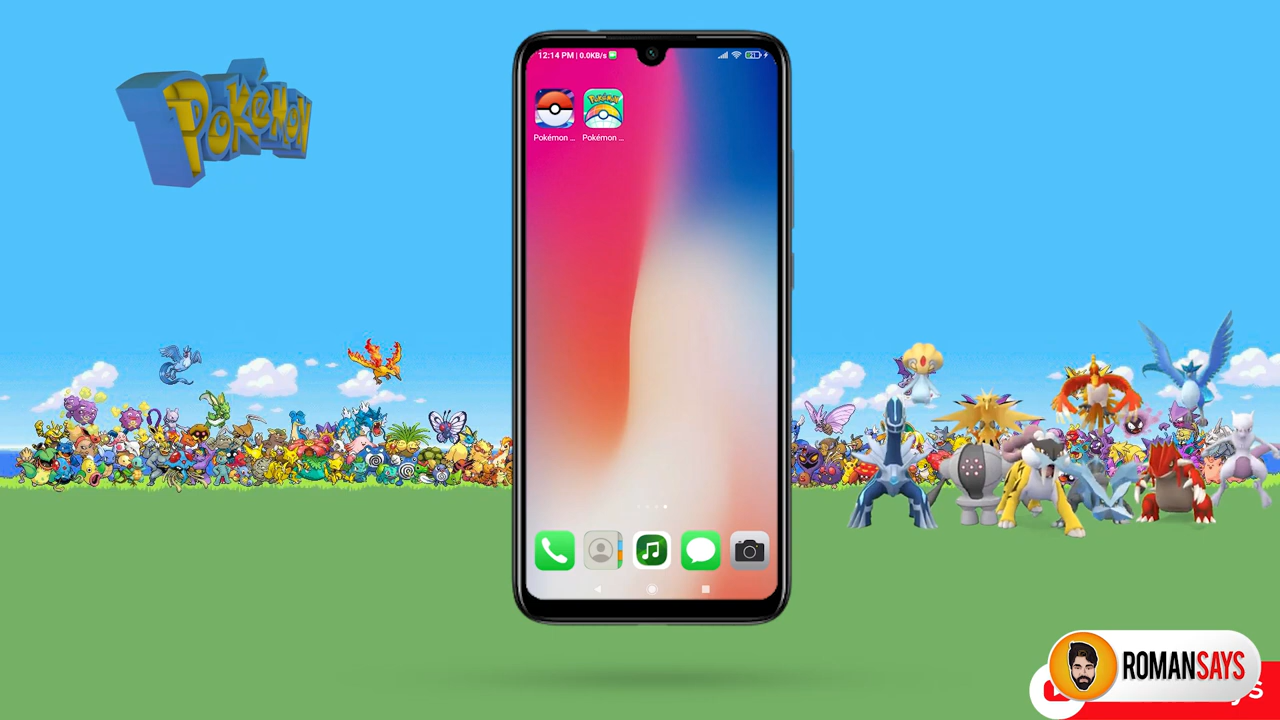 POKéMON
12:14 PM | 0.0KB/s
Pokémon ...
Pokémon ...
ROMANSAYS